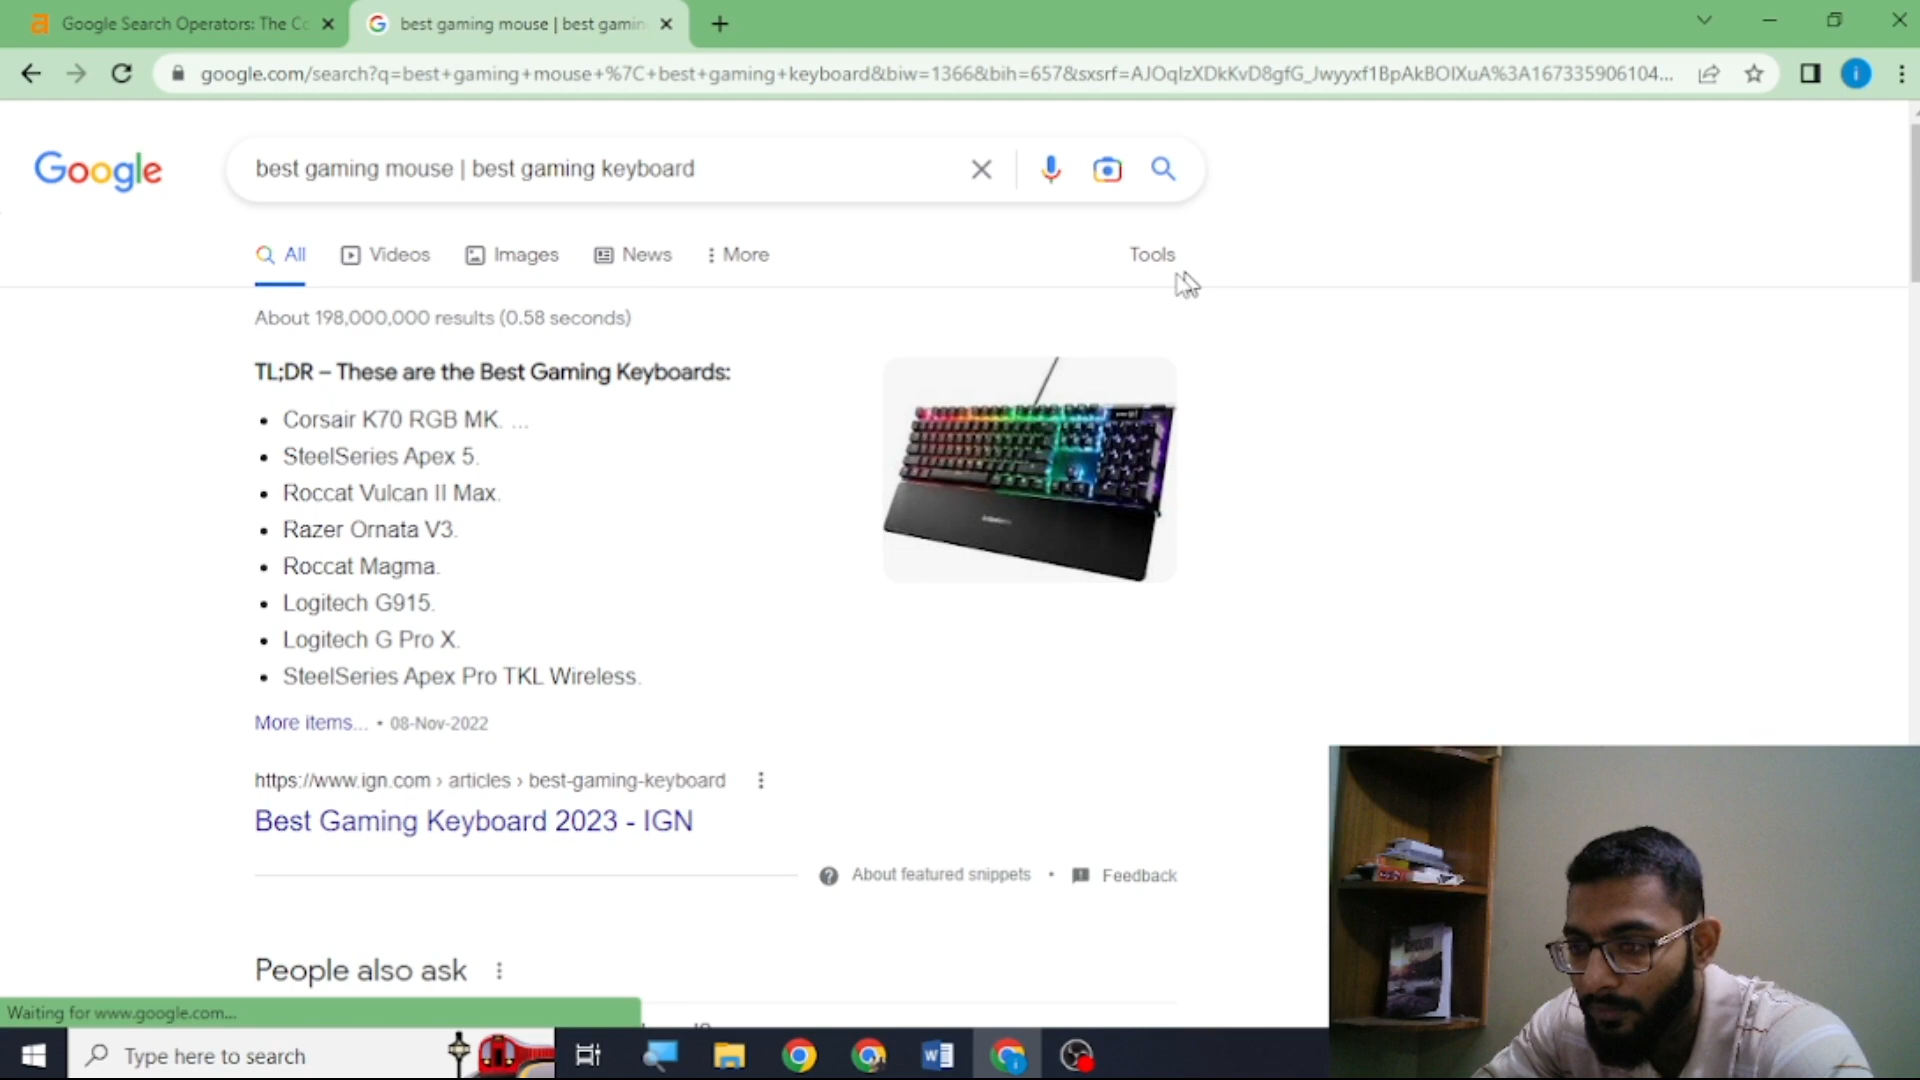 Google Search Operators: The Co
best gaming mouse | best gamin
google.com/search?q=best+gaming+mouse+%7C+best+gaming+keyboard&biw=1366&bih=657&sxsrf=AJOqlzXDkKvD8gfG_Jwyyxf1BpAkBOlXuA%3A167335906104...
Google
best gaming mouse | best gaming keyboard
All
Videos
Images
News
More
Tools
About 198,000,000 results (0.58 seconds)
TL;DR – These are the Best Gaming Keyboards:
• Corsair K70 RGB MK. ...
• SteelSeries Apex 5.
• Roccat Vulcan II Max.
• Razer Ornata V3.
• Roccat Magma.
• Logitech G915.
• Logitech G Pro X.
• SteelSeries Apex Pro TKL Wireless.
More items... • 08-Nov-2022
https://www.ign.com › articles › best-gaming-keyboard
Best Gaming Keyboard 2023 - IGN
About featured snippets • Feedback
People also ask
Waiting for www.google.com...
Type here to search